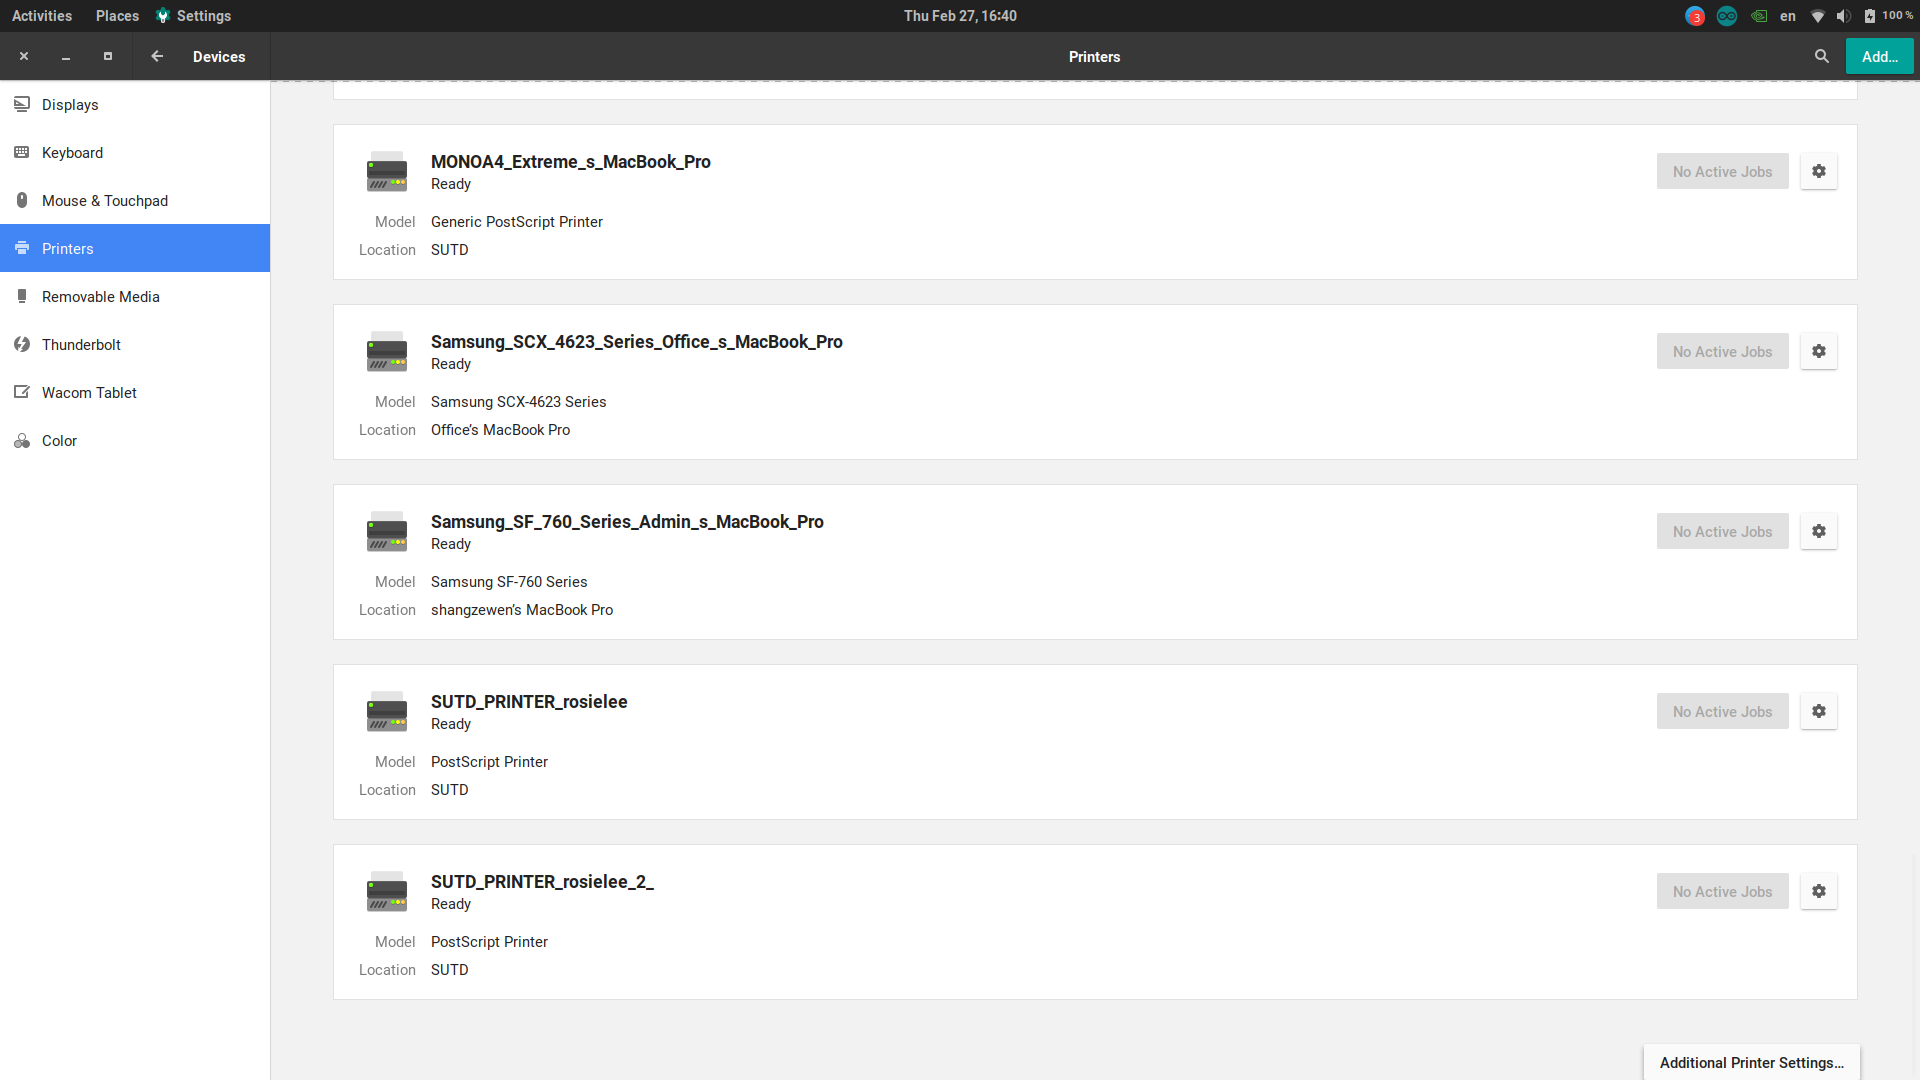 Activities Places Settings Thu Feb 27, 16:40 3 en 100 %
Devices Printers Add...
Displays
Keyboard
Mouse & Touchpad
Printers
Removable Media
Thunderbolt
Wacom Tablet
Color
MONOA4_Extreme_s_MacBook_Pro
Ready
No Active Jobs
Model Generic PostScript Printer
Location SUTD
Samsung_SCX_4623_Series_Office_s_MacBook_Pro
Ready
No Active Jobs
Model Samsung SCX-4623 Series
Location Office’s MacBook Pro
Samsung_SF_760_Series_Admin_s_MacBook_Pro
Ready
No Active Jobs
Model Samsung SF-760 Series
Location shangzewen’s MacBook Pro
SUTD_PRINTER_rosielee
Ready
No Active Jobs
Model PostScript Printer
Location SUTD
SUTD_PRINTER_rosielee_2_
Ready
No Active Jobs
Model PostScript Printer
Location SUTD
Additional Printer Settings...